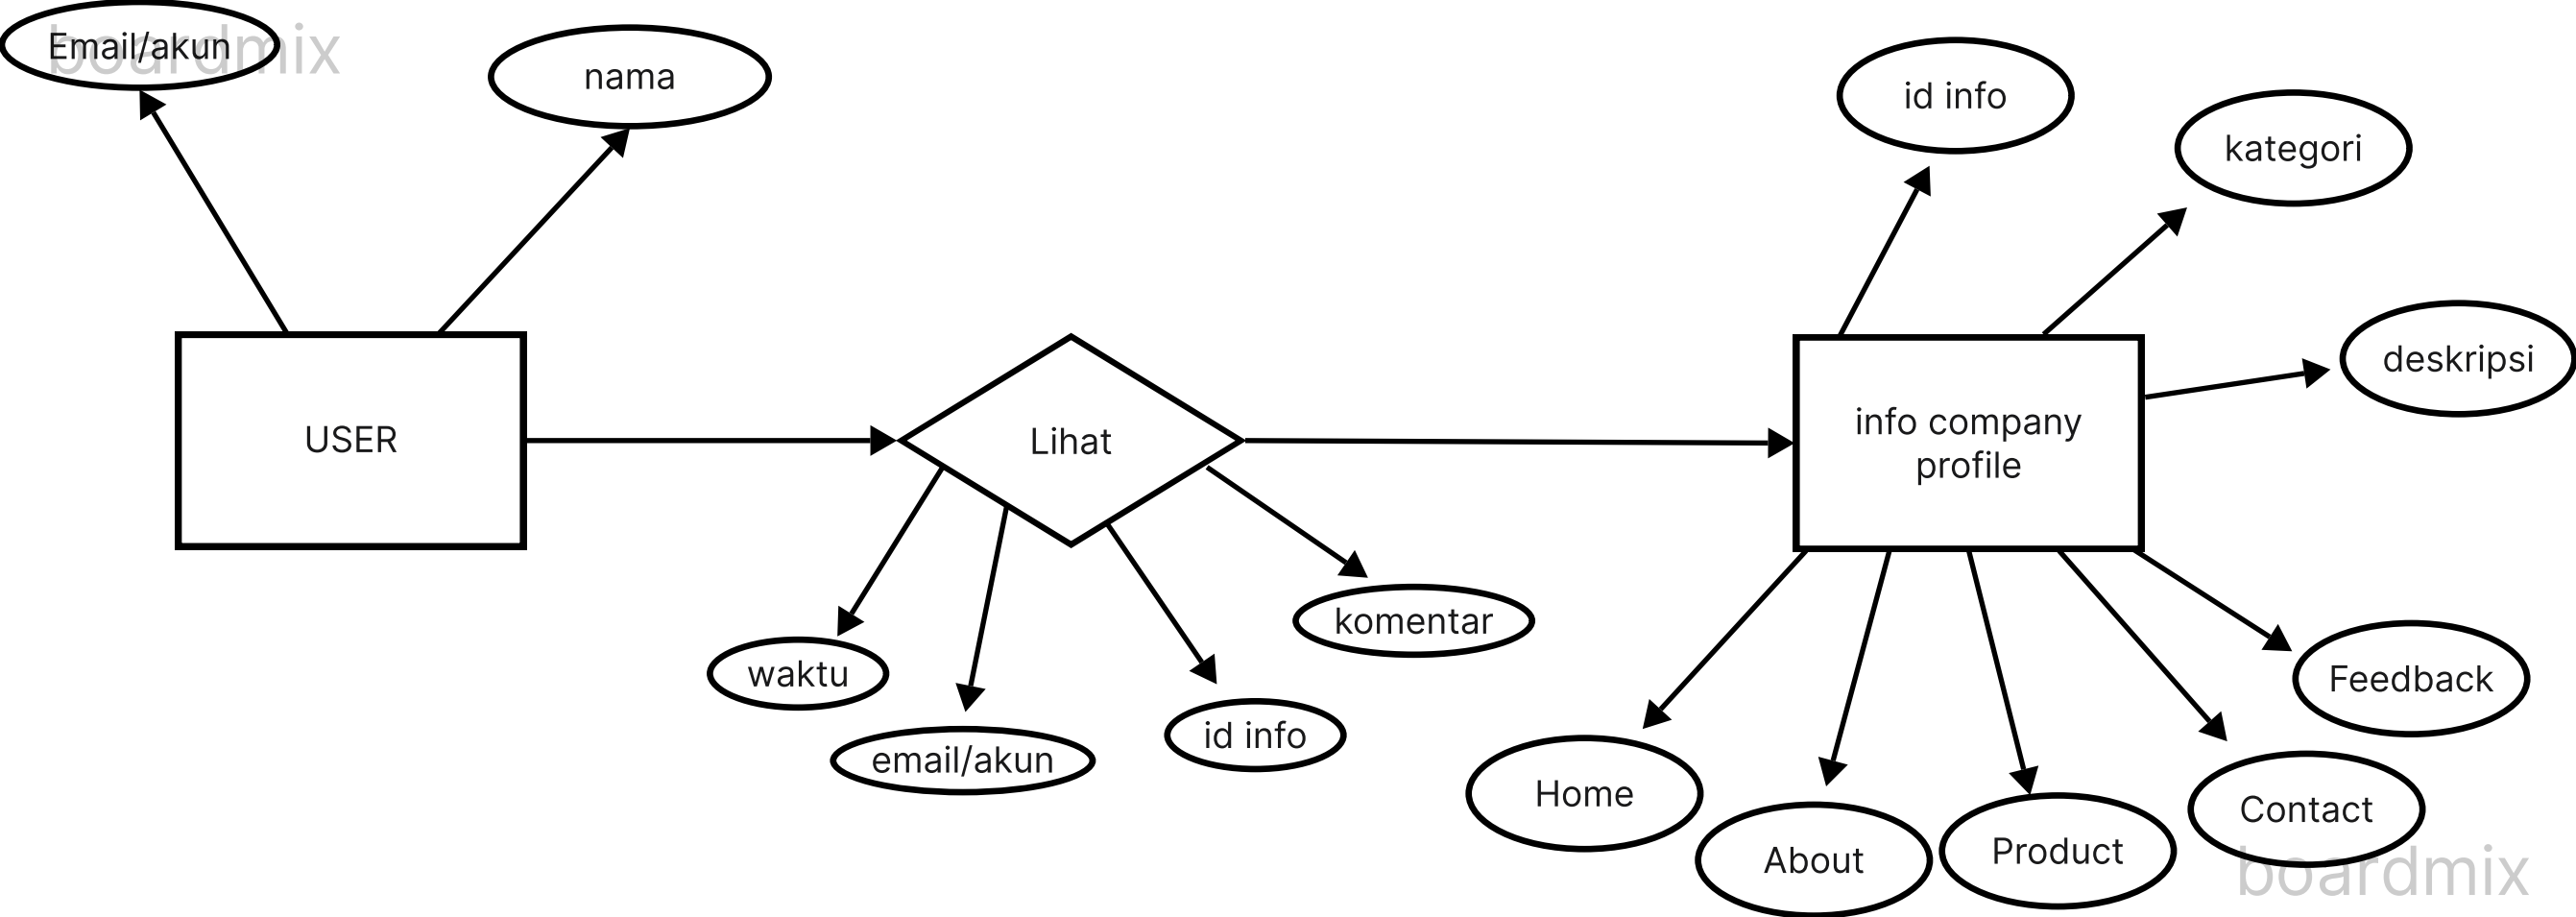 Email/akun
boardmix
nama
id info
kategori
deskripsi
USER
Lihat
info company
profile
komentar
waktu
email/akun
id info
Feedback
Home
Contact
About
Product
boardmix